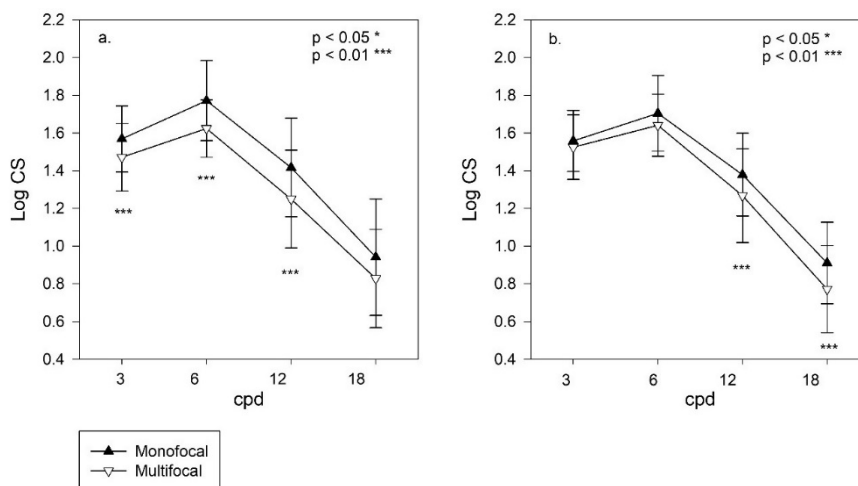 a.
p < 0.05 *
p < 0.01 ***
Log CS
2.2
2.0
1.8
1.6
1.4
1.2
1.0
0.8
0.6
0.4
***
***
***
3 6 12 18
cpd
b.
p < 0.05 *
p < 0.01 ***
Log CS
2.2
2.0
1.8
1.6
1.4
1.2
1.0
0.8
0.6
0.4
***
***
3 6 12 18
cpd
Monofocal
Multifocal